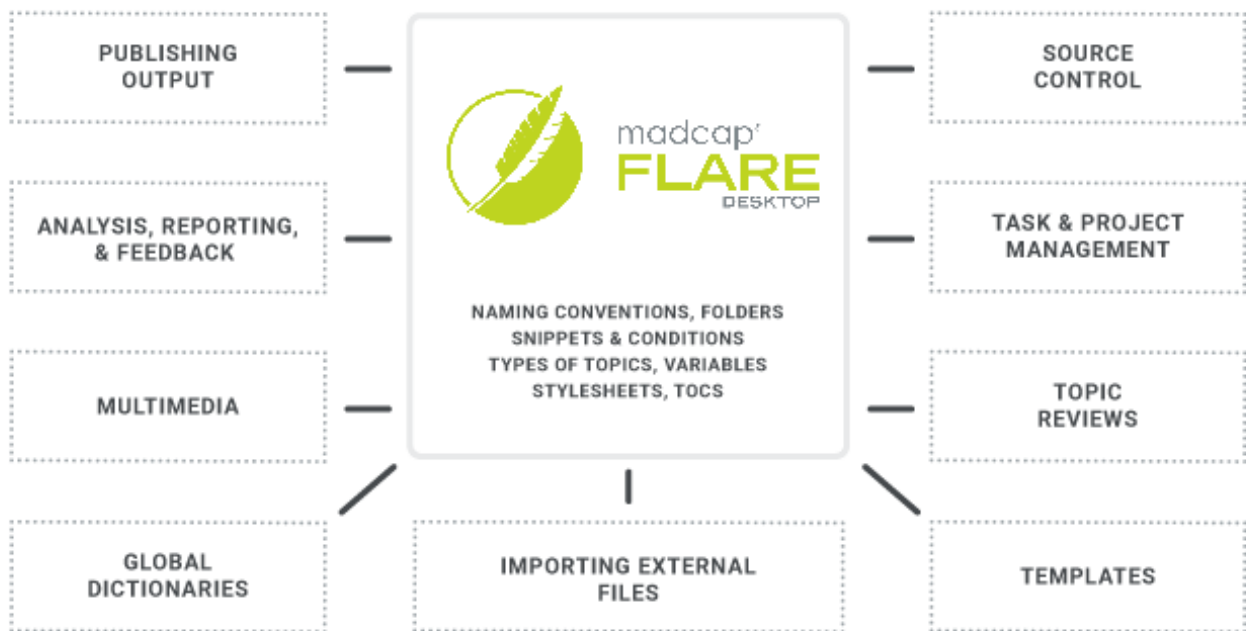 PUBLISHING
OUTPUT
ANALYSIS, REPORTING,
& FEEDBACK
MULTIMEDIA
GLOBAL
DICTIONARIES
madcap'
FLARE
DESKTOP
NAMING CONVENTIONS, FOLDERS
SNIPPETS & CONDITIONS
TYPES OF TOPICS, VARIABLES
STYLESHEETS, TOCS
IMPORTING EXTERNAL
FILES
SOURCE
CONTROL
TASK & PROJECT
MANAGEMENT
TOPIC
REVIEWS
TEMPLATES